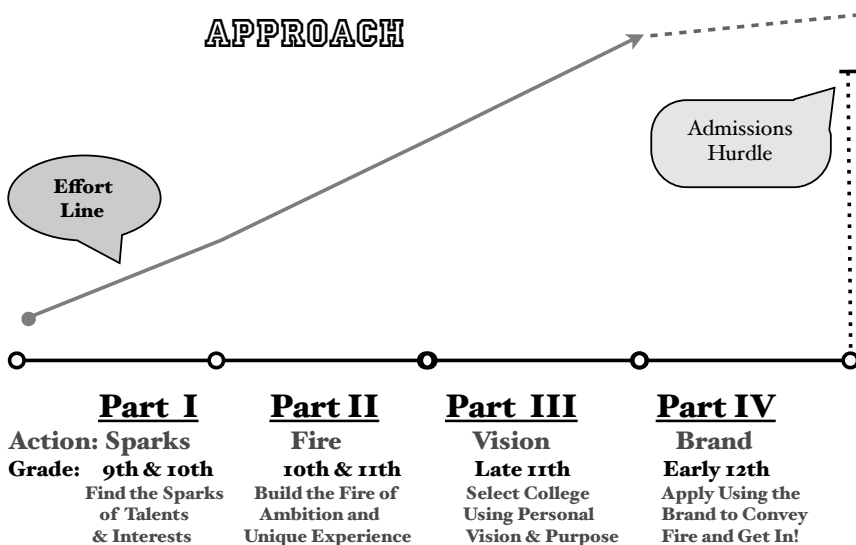 APPROACH
Admissions
Hurdle
Effort
Line
Part I
Part II
Part III
Part IV
Action: Sparks
Fire
Vision
Brand
Grade: 9th & 10th
10th & 11th
Late 11th
Early 12th
Find the Sparks
of Talents
& Interests
Build the Fire of
Ambition and
Unique Experience
Select College
Using Personal
Vision & Purpose
Apply Using the
Brand to Convey
Fire and Get In!